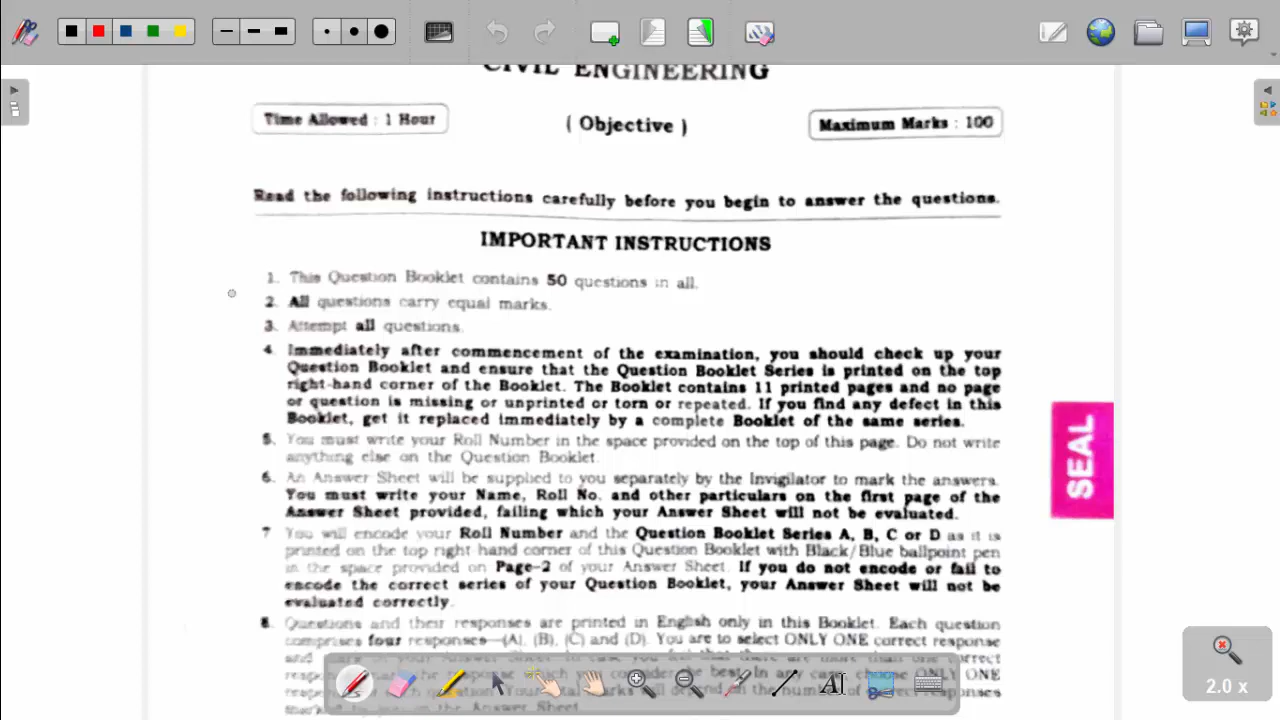 CIVIL ENGINEERING
Time Allowed : 1 Hour
( Objective )
Maximum Marks : 100
Read the following instructions carefully before you begin to answer the questions.
IMPORTANT INSTRUCTIONS
1. This Question Booklet contains 50 questions in all.
2. All questions carry equal marks.
3. Attempt all questions.
4. Immediately after commencement of the examination, you should check up your
Question Booklet and ensure that the Question Booklet Series is printed on the top
right-hand corner of the Booklet. The Booklet contains 11 printed pages and no page
or question is missing or unprinted or torn or repeated. If you find any defect in this
Booklet, get it replaced immediately by a complete Booklet of the same series.
5. You must write your Roll Number in the space provided on the top of this page. Do not write
anything else on the Question Booklet.
6. An Answer Sheet will be supplied to you separately by the Invigilator to mark the answers.
You must write your Name, Roll No. and other particulars on the first page of the
Answer Sheet provided, failing which your Answer Sheet will not be evaluated.
7 You will encode your Roll Number and the Question Booklet Series A, B, C or D as it is
printed on the top right hand corner of this Question Booklet with Black/Blue ballpoint pen
in the space provided on Page-2 of your Answer Sheet. If you do not encode or fail to
encode the correct series of your Question Booklet, your Answer Sheet will not be
evaluated correctly.
8. Questions and their responses are printed in English only in this Booklet. Each question
comprises four responses—(A), (B), (C) and (D). You are to select ONLY ONE correct response
correct
ONLY ONE
responses
the Answer Sheet
SEAL
2.0 x